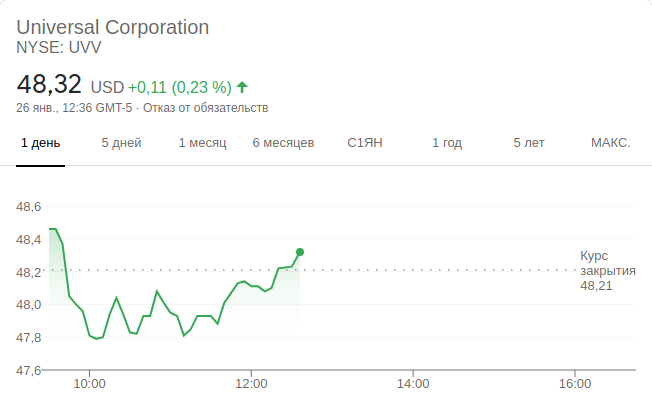 Universal Corporation
NYSE: UVV
48,32 USD +0,11 (0,23 %)
26 янв., 12:36 GMT-5 · Отказ от обязательств
1 день 5 дней 1 месяц 6 месяцев С1ЯН 1 год 5 лет МАКС.
48,6
48,4
Курс
закрытия
48,21
48,2
48,0
47,8
47,6
10:00 12:00 14:00 16:00